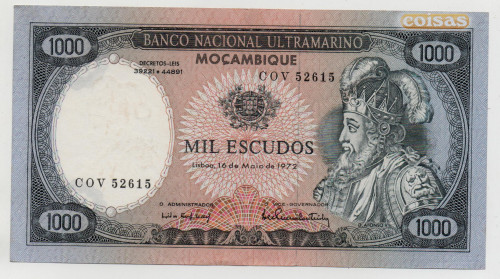 coisas
1000
1000
BANCO NACIONAL ULTRAMARINO
DECRETOS-LEIS
39221 • 44891
MOÇAMBIQUE
COV 52615
MIL ESCUDOS
Lisboa, 16 de Maio de 1972
COV 52615
O ADMINISTRADOR
VICE-GOVERNADOR
1000
1000